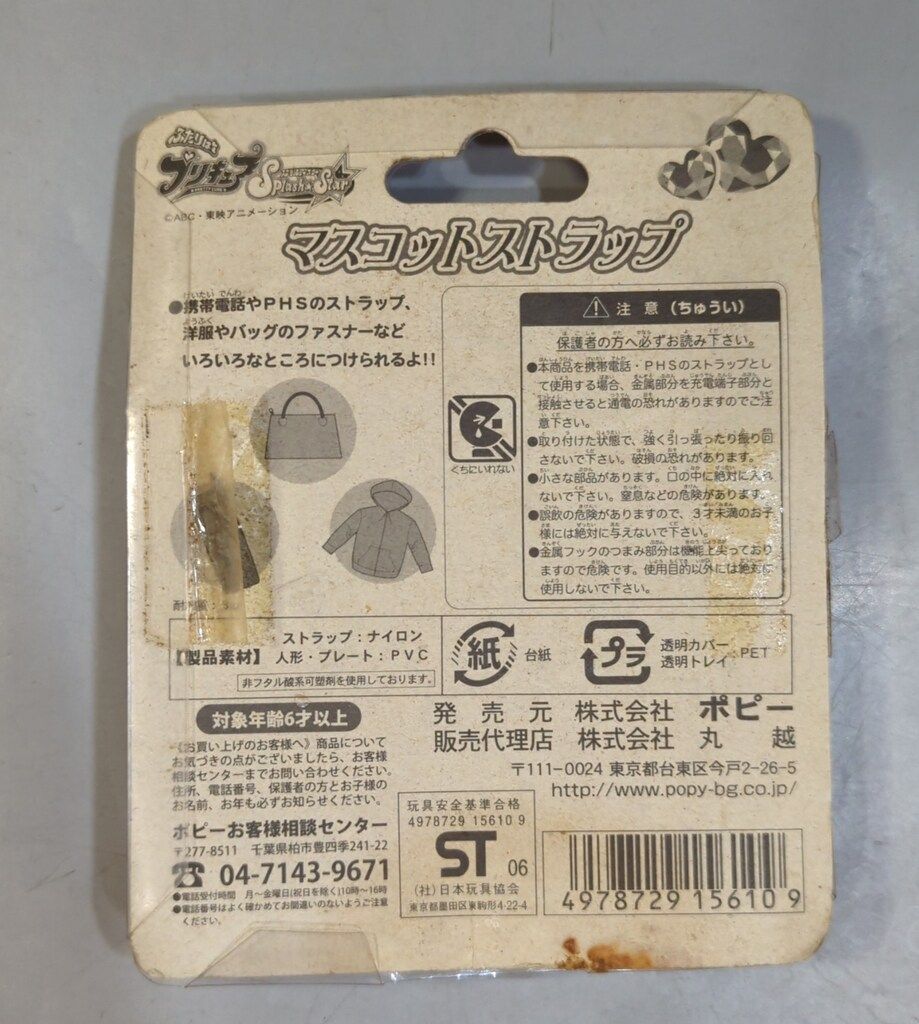 ふたりは
プリキュア
Splash☆Star
©ABC・東映アニメーション
マスコットストラップ
●携帯電話やPHSのストラップ、
洋服やバッグのファスナーなど
いろいろなところにつけられるよ!!
くちにいれない
注意（ちゅうい）
保護者の方へ必ずお読み下さい。
●本商品を携帯電話・PHSのストラップとし
て使用する場合、金属部分を充電端子部分と
接触させると通電の恐れがありますのでご注
意下さい。
●取り付けた状態で、強く引っ張ったり振り回
さないで下さい。破損の恐れがあります。
●小さな部品があります。口の中に絶対に入れ
ないで下さい。窒息などの危険があります。
●誤飲の危険がありますので、3才未満のお子
様には絶対に与えないで下さい。
●金属フックのつまみ部分は機能上尖っており
ますので危険です。使用目的以外には絶対に
使用しないで下さい。
【製品素材】
ストラップ：ナイロン
人形・プレート：PVC
非フタル酸系可塑剤を使用しております。
紙
台紙
プラ
透明カバー
透明トレイ：PET
対象年齢6才以上
《お買い上げのお客様へ》商品について
お気づきの点がございましたら、お客様
相談センターまでお問い合わせください。
住所、電話番号、保護者の方とお子様の
お名前、お年も必ずお知らせください。
ポピーお客様相談センター
〒277-8511 千葉県柏市豊四季241-22
☎ 04-7143-9671
●電話受付時間 月～金曜日(祝日を除く)10時～16時
●電話番号はよく確かめてお間違いのないようご注意
ください。
発売元 株式会社 ポピー
販売代理店 株式会社 丸越
〒111-0024 東京都台東区今戸2-26-5
http://www.popy-bg.co.jp/
玩具安全基準合格
4978729 15610 9
ST 06
(社)日本玩具協会
東京都墨田区東駒形4-22-4
4978729 156109